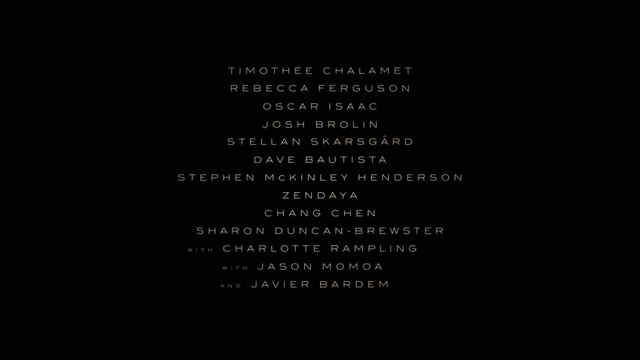 TIMOTHÉE CHALAMET
REBECCA FERGUSON
OSCAR ISAAC
JOSH BROLIN
STELLAN SKARSGÅRD
DAVE BAUTISTA
STEPHEN McKINLEY HENDERSON
ZENDAYA
CHANG CHEN
SHARON DUNCAN-BREWSTER
WITH CHARLOTTE RAMPLING
WITH JASON MOMOA
AND JAVIER BARDEM